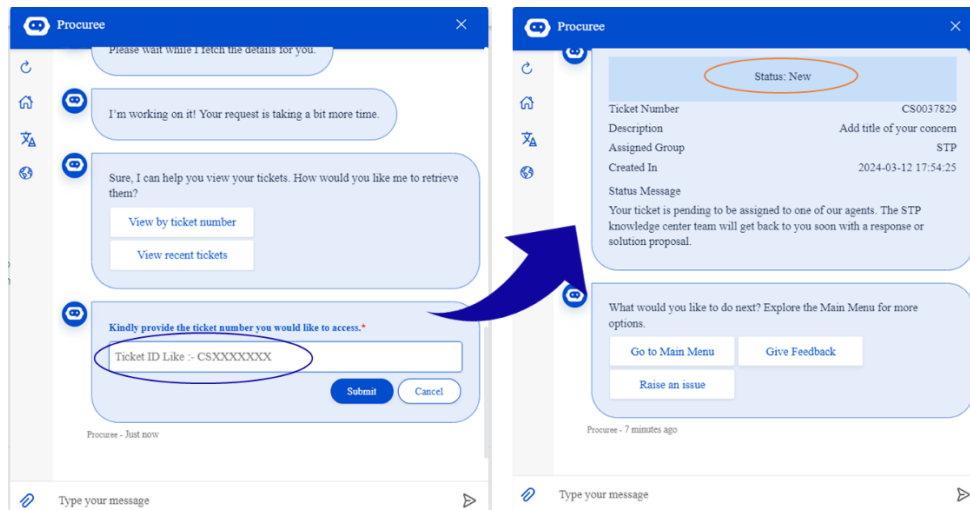 Procuree
Please wait while I fetch the details for you.
I'm working on it! Your request is taking a bit more time.
Sure, I can help you view your tickets. How would you like me to retrieve
them?
View by ticket number
View recent tickets
Kindly provide the ticket number you would like to access.*
Ticket ID Like :- CSXXXXXXX
Submit
Cancel
Procuree - Just now
Type your message
Procuree
Status: New
Ticket Number CS0037829
Description Add title of your concern
Assigned Group STP
Created In 2024-03-12 17:54:25
Status Message
Your ticket is pending to be assigned to one of our agents. The STP
knowledge center team will get back to you soon with a response or
solution proposal.
What would you like to do next? Explore the Main Menu for more
options.
Go to Main Menu
Give Feedback
Raise an issue
Procuree - 7 minutes ago
Type your message